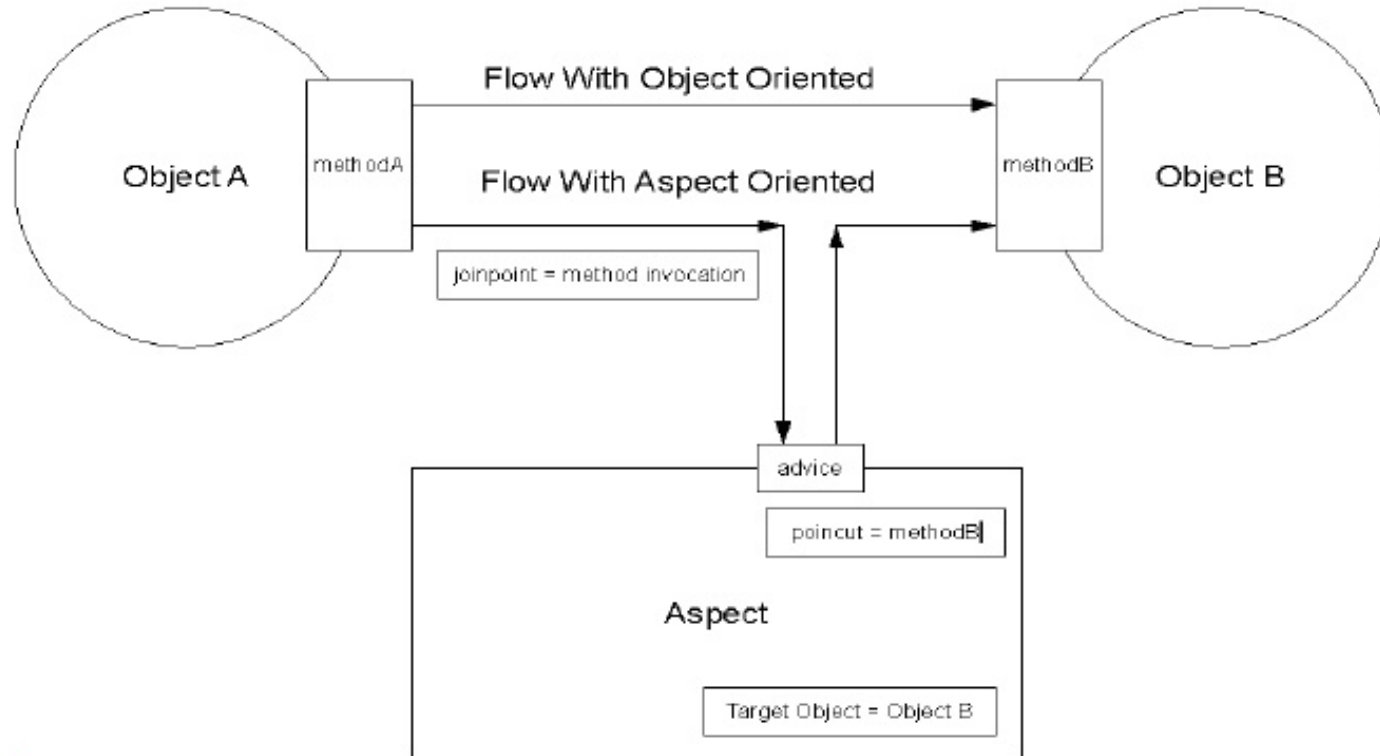 Flow With Object Oriented
Object A
methodA
Flow With Aspect Oriented
methodB
Object B
joinpoint = method invocation
advice
poincut = methodB
Aspect
Target Object = Object B